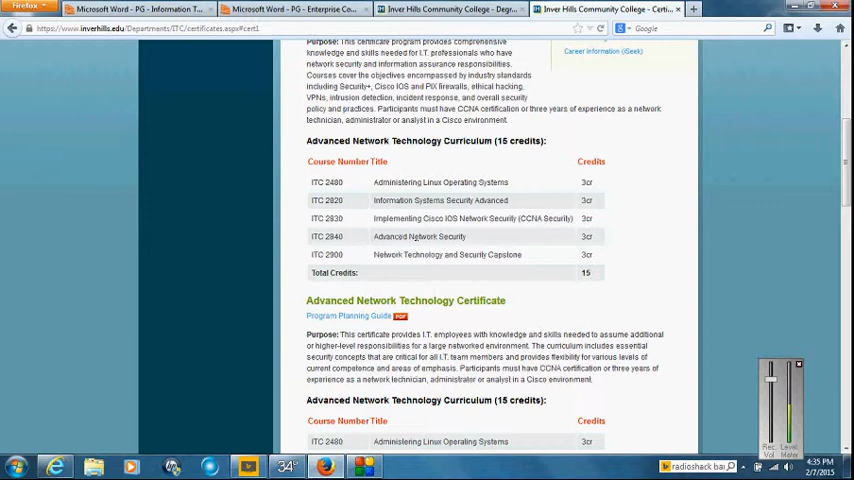 Firefox
Microsoft Word - PG - Information T...
Microsoft Word - PG - Enterprise Co...
Inver Hills Community College - Degr...
Inver Hills Community College - Certi...
https://www.inverhills.edu/Departments/ITC/certificates.aspx#cert1
Google
Purpose: This certificate program provides comprehensive
knowledge and skills needed for I.T. professionals who have
network security and information assurance responsibilities.
Courses cover the objectives encompassed by industry standards
including Security+, Cisco IOS and PIX firewalls, ethical hacking,
VPNs, intrusion detection, incident response, and overall security
policy and practices. Participants must have CCNA certification or three years of experience as a network
technician, administrator or analyst in a Cisco environment.
Career Information (iSeek)
Advanced Network Technology Curriculum (15 credits):
Course Number Title Credits
ITC 2480 Administering Linux Operating Systems 3cr
ITC 2820 Information Systems Security Advanced 3cr
ITC 2830 Implementing Cisco IOS Network Security (CCNA Security) 3cr
ITC 2840 Advanced Network Security 3cr
ITC 2900 Network Technology and Security Capstone 3cr
Total Credits: 15
Advanced Network Technology Certificate
Program Planning Guide PDF
Purpose: This certificate provides I.T. employees with knowledge and skills needed to assume additional
or higher-level responsibilities for a large networked environment. The curriculum includes essential
security concepts that are critical for all I.T. team members and provides flexibility for various levels of
current competence and areas of emphasis. Participants must have CCNA certification or three years of
experience as a network technician, administrator or analyst in a Cisco environment.
Advanced Network Technology Curriculum (15 credits):
Course Number Title Credits
ITC 2480 Administering Linux Operating Systems 3cr
Rec. Vol
Level Meter
34°
radioshack ba
4:35 PM
2/7/2015